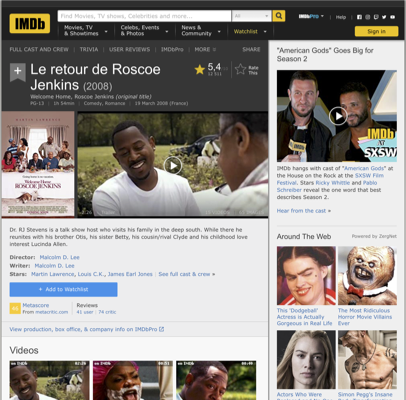 IMDb
Find Movies, TV shows, Celebrities and more...
All
IMDbPro
Help
Movies, TV
& Showtimes
Celebs, Events
& Photos
News &
Community
Watchlist
Sign in
FULL CAST AND CREW | TRIVIA | USER REVIEWS | IMDbPro | MORE
SHARE
Le retour de Roscoe
Jenkins (2008)
5,4
Rate
This
Welcome Home, Roscoe Jenkins (original title)
PG-13 | 1h 54min | Comedy, Romance | 19 March 2008 (France)
Welcome Home
ROSCOE JENKINS
Dr. RJ Stevens is a talk show host who visits his family in the deep south. While there he
reunites with his brother Otis, his sister Betty, his cousin/rival Clyde and his childhood love
interest Lucinda Allen.
Director: Malcolm D. Lee
Writer: Malcolm D. Lee
Stars: Martin Lawrence, Louis C.K., James Earl Jones | See full cast & crew »
+ Add to Watchlist
Metascore
From metacritic.com
Reviews
41 user | 74 critic
View production, box office, & company info on IMDbPro
Videos
"American Gods" Goes Big for
Season 2
IMDb
AT
SXSW
IMDb hangs with cast of "American Gods" at
the House on the Rock at the SXSW Film
Festival. Stars Ricky Whittle and Pablo
Schreiber reveal the one word that best
describes Season 2.
Hear from the cast »
Around The Web
Powered by ZergNet
This 'Dodgeball'
Actress is Actually
Gorgeous in Real Life
The Most Ridiculous
Horror Movie Villains
Ever
Actors Who Were
Simon Pegg's Insane